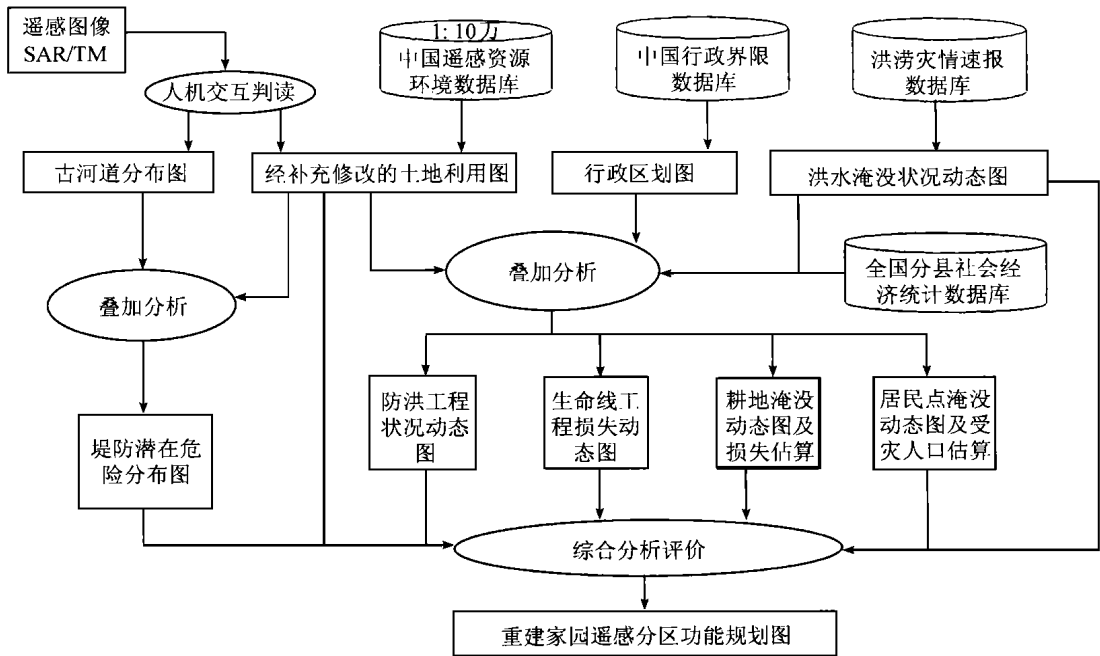 遥感图像
SAR/TM
1: 10万
中国遥感资源
环境数据库
中国行政界限
数据库
洪涝灾情速报
数据库
人机交互判读
古河道分布图
经补充修改的土地利用图
行政区划图
洪水淹没状况动态图
叠加分析
全国分县社会经
济统计数据库
叠加分析
防洪工程
状况动态
图
生命线工
程损失动
态图
耕地淹没
动态图及
损失估算
居民点淹没
动态图及受
灾人口估算
堤防潜在危
险分布图
综合分析评价
重建家园遥感分区功能规划图